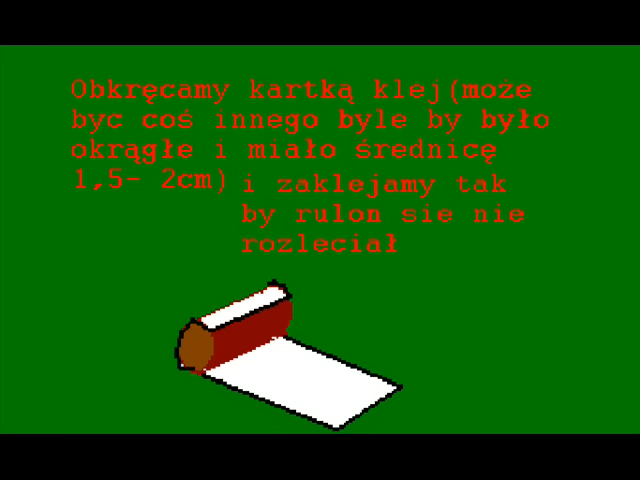 Obkręcamy kartką klej(może
byc coś innego byle by było
okrągłe i miało średnicę
1,5- 2cm) i zaklejamy tak
by rulon sie nie
rozleciał